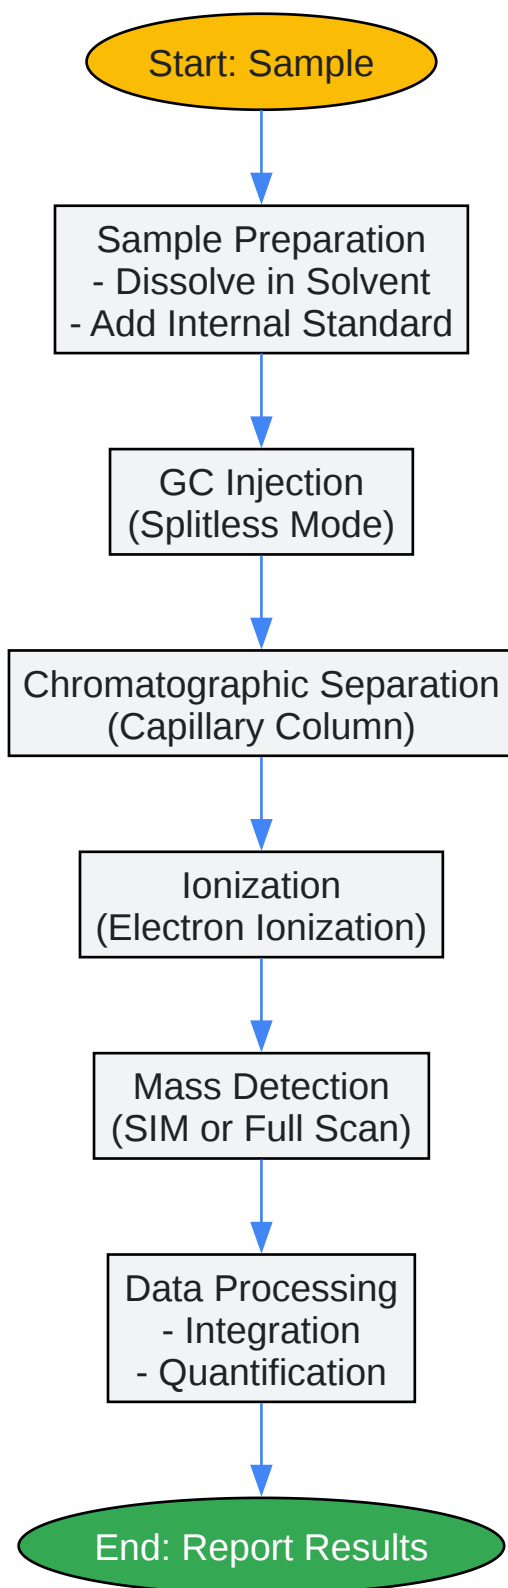 Start: Sample
Sample Preparation
- Dissolve in Solvent
- Add Internal Standard
GC Injection
(Splitless Mode)
Chromatographic Separation
(Capillary Column)
Ionization
(Electron Ionization)
Mass Detection
(SIM or Full Scan)
Data Processing
- Integration
- Quantification
End: Report Results